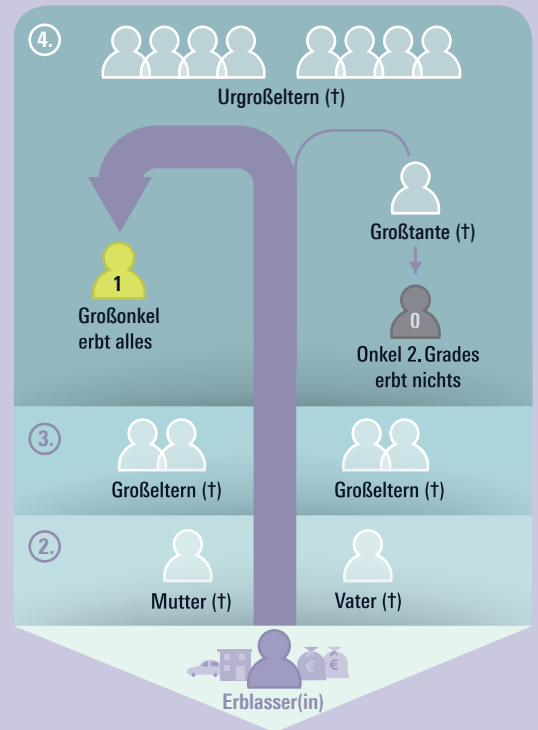 4.
Urgroßeltern (†)
Großtante (†)
1
Großonkel
erbt alles
0
Onkel 2. Grades
erbt nichts
3.
Großeltern (†)
Großeltern (†)
2.
Mutter (†)
Vater (†)
€ €
Erblasser(in)